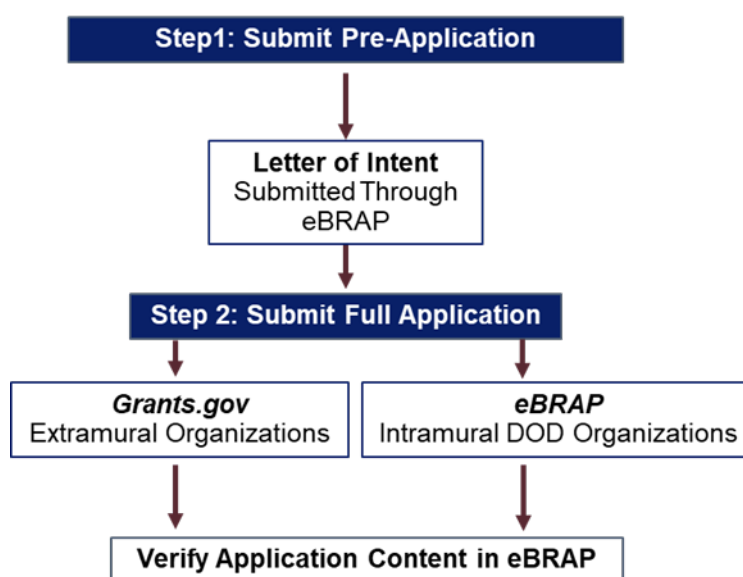 Step1: Submit Pre-Application
Letter of Intent
Submitted Through
eBRAP
Step 2: Submit Full Application
Grants.gov
Extramural Organizations
eBRAP
Intramural DOD Organizations
Verify Application Content in eBRAP